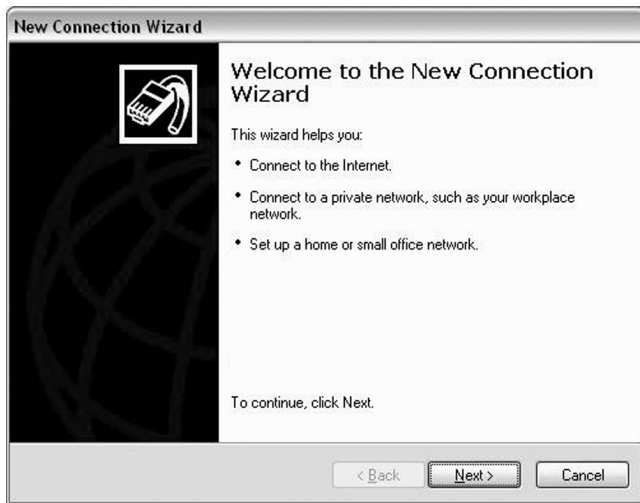 New Connection Wizard
Welcome to the New Connection
Wizard
This wizard helps you:
• Connect to the Internet.
• Connect to a private network, such as your workplace
network.
• Set up a home or small office network.
To continue, click Next.
< Back
Next >
Cancel